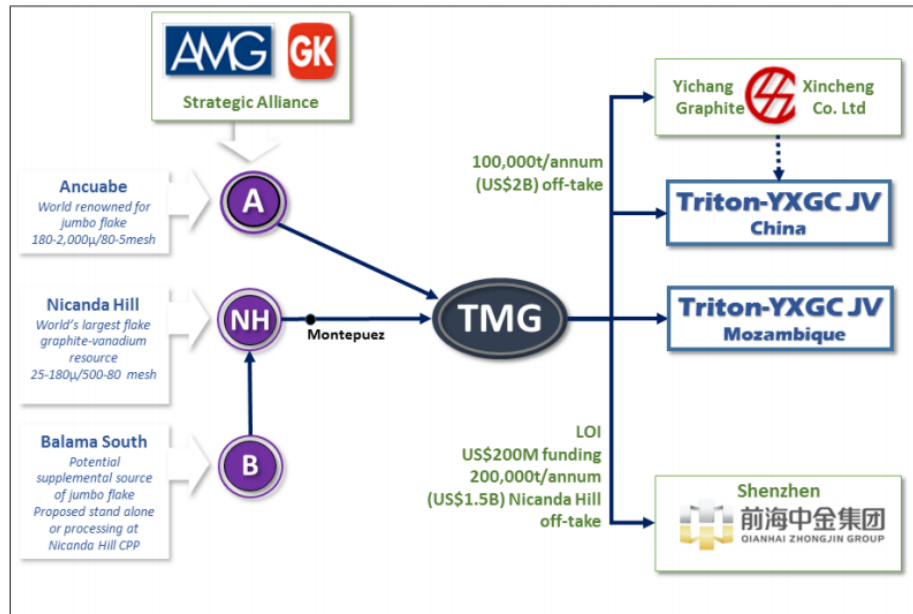 AMG GK
Strategic Alliance
Ancuabe
World renowned for
jumbo flake
180-2,000µ/80-5mesh
A
Nicanda Hill
World's largest flake
graphite-vanadium
resource
25-180µ/500-80 mesh
NH
Montepuez
Balama South
Potential
supplemental source
of jumbo flake
Proposed stand alone
or processing at
Nicanda Hill CPP
B
TMG
100,000t/annum
(US$2B) off-take
LOI
US$200M funding
200,000t/annum
(US$1.5B) Nicanda Hill
off-take
Yichang Xincheng
Graphite Co. Ltd
Triton-YXGC JV
China
Triton-YXGC JV
Mozambique
Shenzhen
前海中金集团
QIANHAI ZHONGJIN GROUP